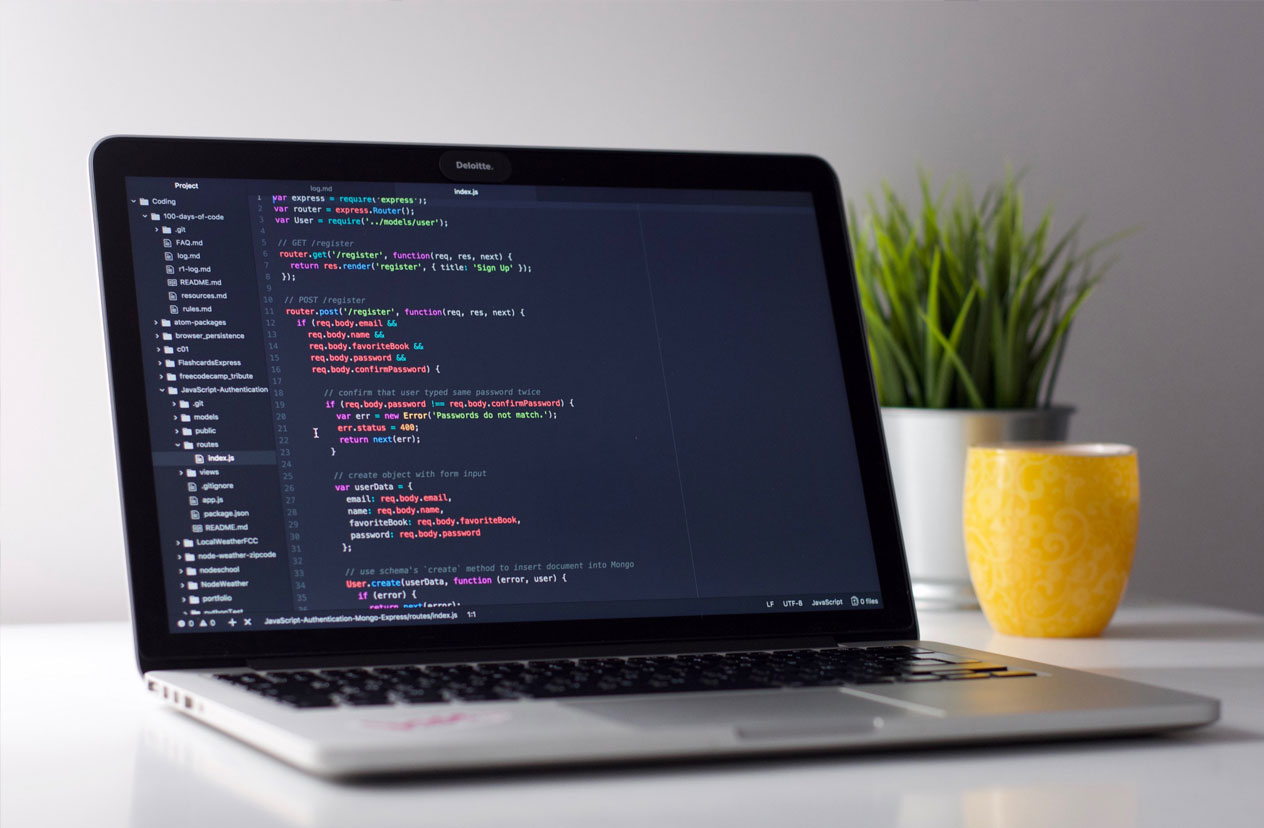 Deloitte.
Project
Coding
100-days-of-code
.git
FAQ.md
log.md
r1-log.md
README.md
resources.md
rules.md
atom-packages
browser_persistence
c01
FlashcardsExpress
freecodecamp_tribute
JavaScript-Authentication
.git
models
public
routes
index.js
views
.gitignore
app.js
package.json
README.md
LocalWeatherFCC
node-weather-zipcode
nodeschool
NodeWeather
portfolio
pythonTest
log.md
index.js
1 var express = require('express');
2 var router = express.Router();
3 var User = require('../models/user');
4
5 // GET /register
6 router.get('/register', function(req, res, next) {
7 return res.render('register', { title: 'Sign Up' });
8 });
9
10 // POST /register
11 router.post('/register', function(req, res, next) {
12 if (req.body.email &&
13 req.body.name &&
14 req.body.favoriteBook &&
15 req.body.password &&
16 req.body.confirmPassword) {
17
18 // confirm that user typed same password twice
19 if (req.body.password !== req.body.confirmPassword) {
20 var err = new Error('Passwords do not match.');
21 err.status = 400;
22 return next(err);
23 }
24
25 // create object with form input
26 var userData = {
27 email: req.body.email,
28 name: req.body.name,
29 favoriteBook: req.body.favoriteBook,
30 password: req.body.password
31 };
32
33 // use schema's `create` method to insert document into Mongo
34 User.create(userData, function (error, user) {
35 if (error) {
36 return next(error);
0 0 JavaScript-Authentication-Mongo-Express/routes/index.js 1:1
LF UTF-8 JavaScript 0 files